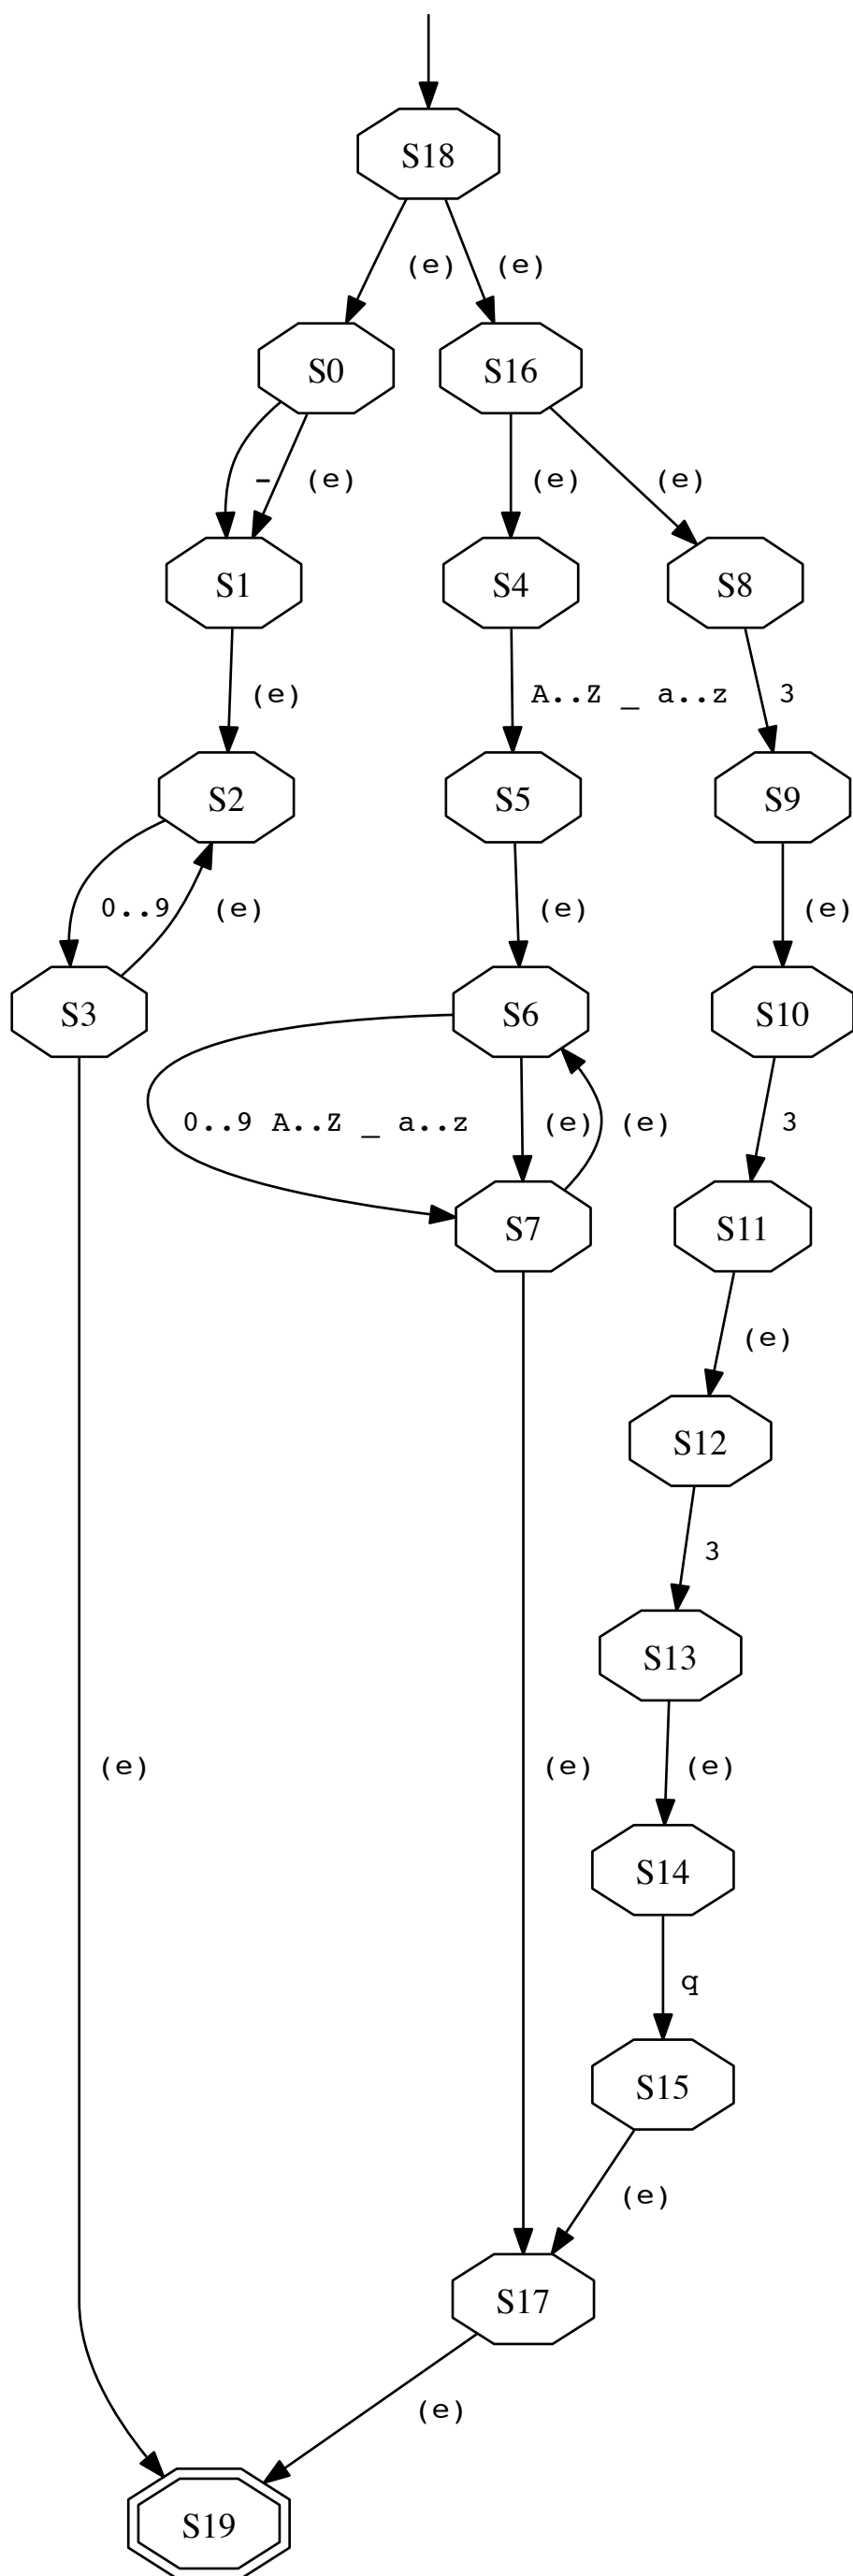 S18
(e) (e)
S0 S16
- (e) (e) (e)
S1 S4 S8
(e) A..Z _ a..z 3
S2 S5 S9
0..9 (e) (e) (e)
S3 S6 S10
0..9 A..Z _ a..z (e) (e) 3
S7 S11
(e)
S12
3
S13
(e) (e) (e)
S14
q
S15
(e)
S17
(e)
S19